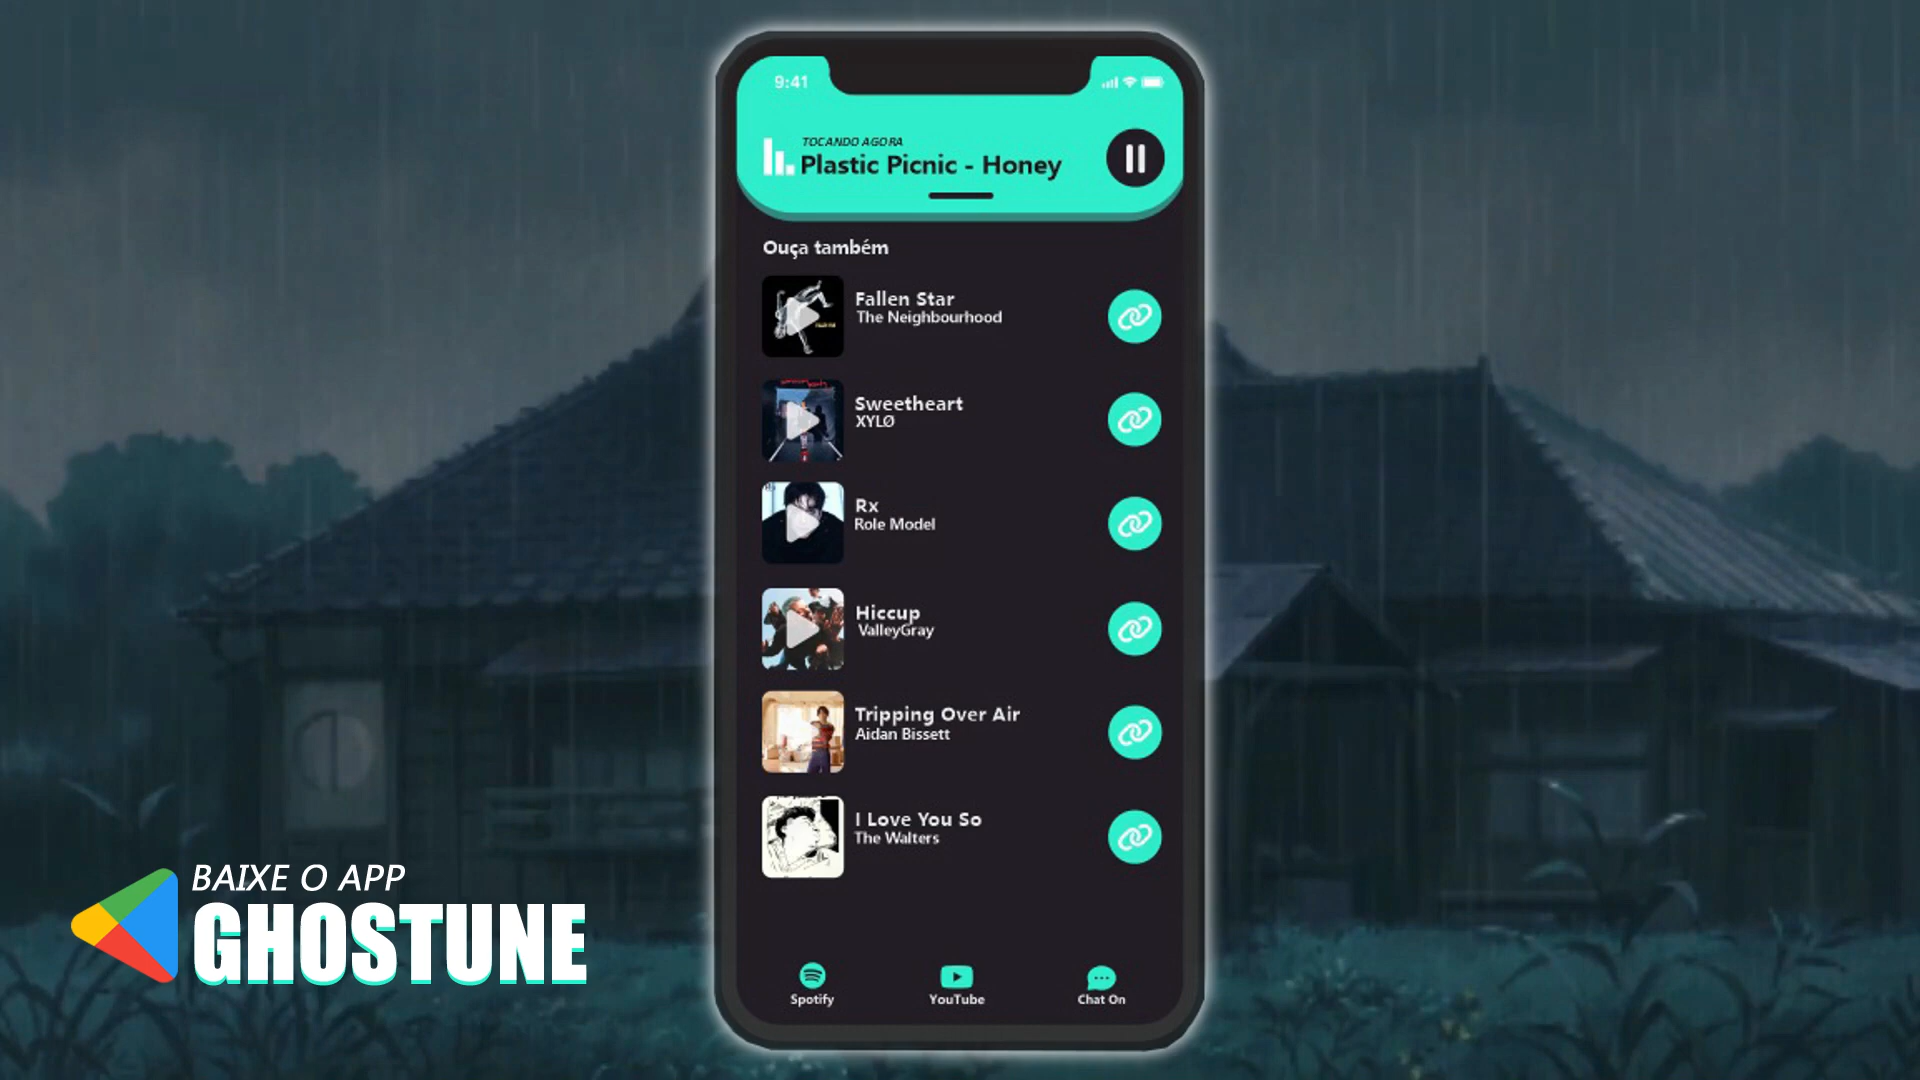 9:41
TOCANDO AGORA
Plastic Picnic - Honey
Ouça também
Fallen Star
The Neighbourhood
Sweetheart
XYLØ
Rx
Role Model
Hiccup
ValleyGray
Tripping Over Air
Aidan Bissett
I Love You So
The Walters
Spotify
YouTube
Chat On
BAIXE O APP
GHOSTUNE